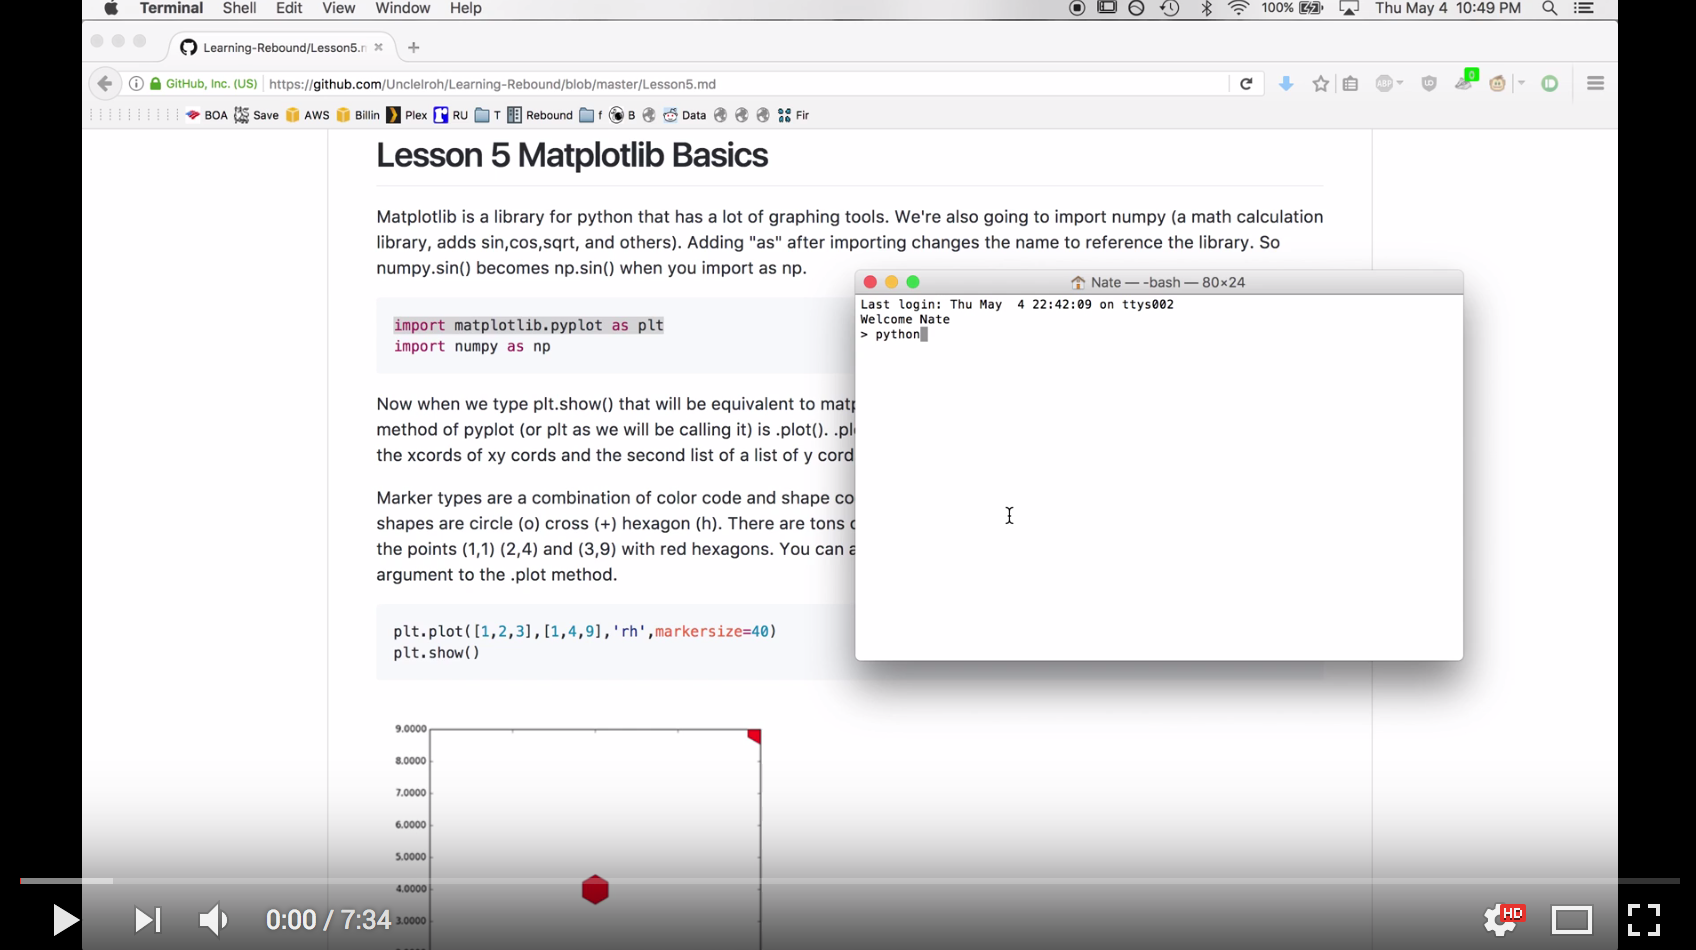 Terminal Shell Edit View Window Help 100% Thu May 4 10:49 PM
Learning-Rebound/Lesson5.m
GitHub, Inc. (US) https://github.com/UncleIroh/Learning-Rebound/blob/master/Lesson5.md ABP 0
BOA Save AWS Billin Plex RU T Rebound f B Data Fir
Lesson 5 Matplotlib Basics
Matplotlib is a library for python that has a lot of graphing tools. We're also going to import numpy (a math calculation
library, adds sin,cos,sqrt, and others). Adding "as" after importing changes the name to reference the library. So
numpy.sin() becomes np.sin() when you import as np.
import matplotlib.pyplot as plt
import numpy as np
Now when we type plt.show() that will be equivalent to matp
method of pyplot (or plt as we will be calling it) is .plot(). .pl
the xcords of xy cords and the second list of a list of y cord
Marker types are a combination of color code and shape co
shapes are circle (o) cross (+) hexagon (h). There are tons
the points (1,1) (2,4) and (3,9) with red hexagons. You can a
argument to the .plot method.
plt.plot([1,2,3],[1,4,9],'rh',markersize=40)
plt.show()
Nate — -bash — 80×24
Last login: Thu May  4 22:42:09 on ttys002
Welcome Nate
> python
9.0000
8.0000
7.0000
6.0000
5.0000
4.0000
3.0000
0:00 / 7:34 HD